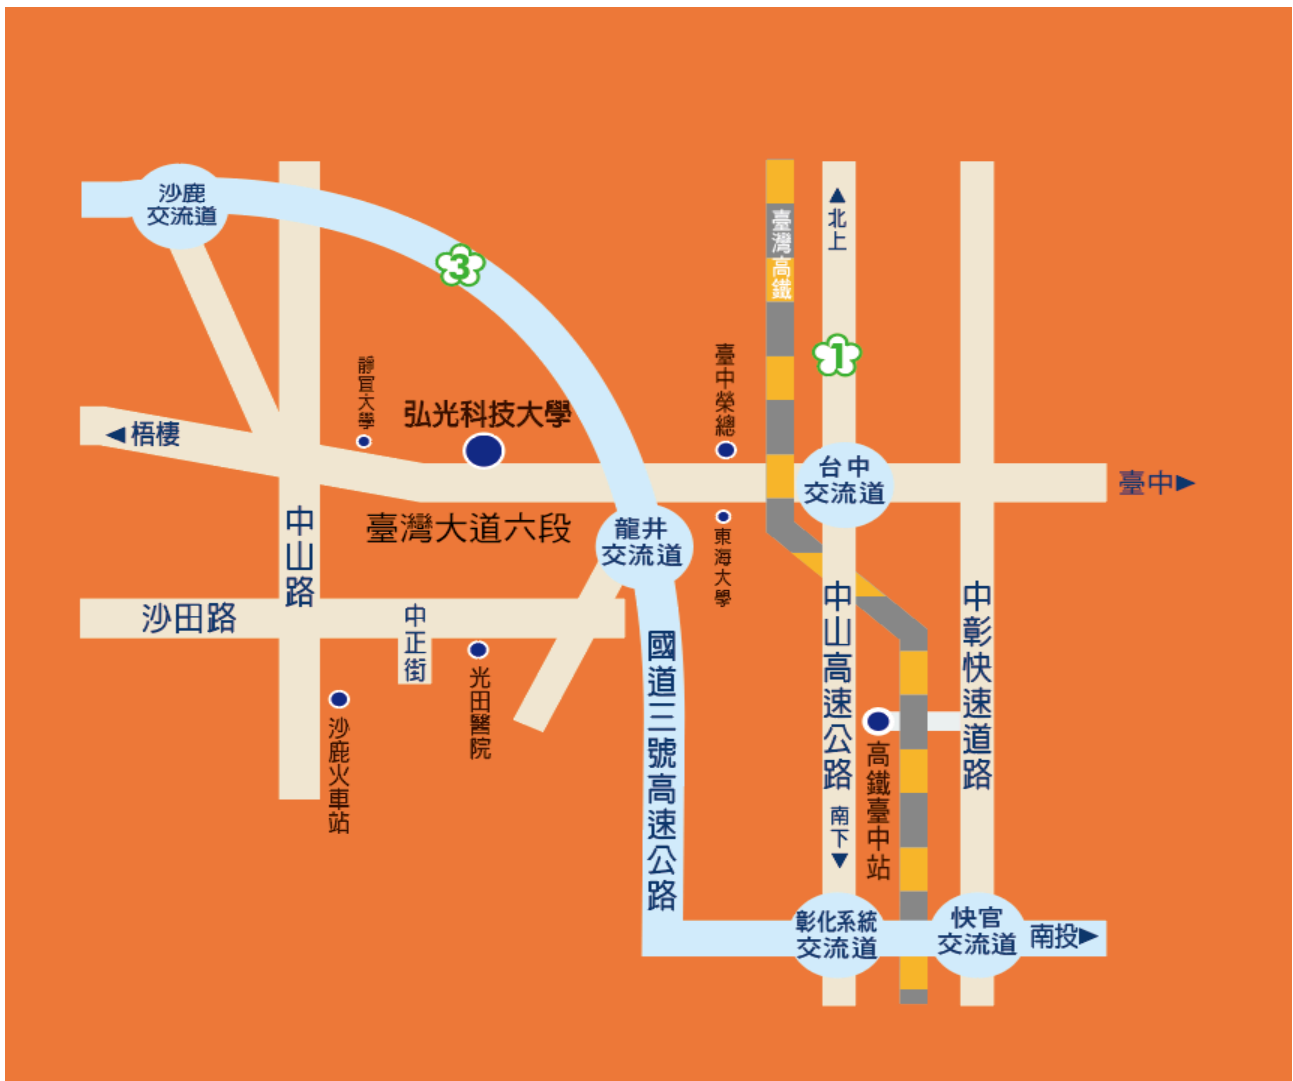 沙鹿
交流道
3
臺灣高鐵
▲北上
1
臺中榮總
靜宜大學
弘光科技大學
◀梧棲
台中
交流道
臺中▶
臺灣大道六段
中山路
龍井
交流道
東海大學
沙田路
中正街
光田醫院
沙鹿火車站
國道三號高速公路
中山高速公路
南下▼
中彰快速道路
高鐵臺中站
彰化系統
交流道
快官
交流道
南投▶